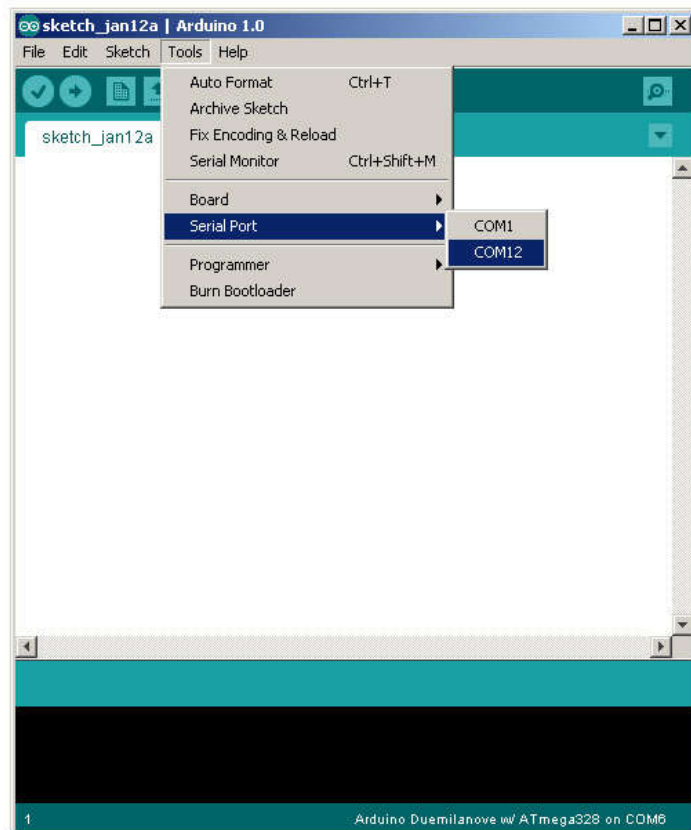 sketch_jan12a | Arduino 1.0
File Edit Sketch Tools Help
sketch_jan12a
Auto Format Ctrl+T
Archive Sketch
Fix Encoding & Reload
Serial Monitor Ctrl+Shift+M
Board
Serial Port
COM1
COM12
Programmer
Burn Bootloader
1 Arduino Duemilanove w/ ATmega328 on COM6